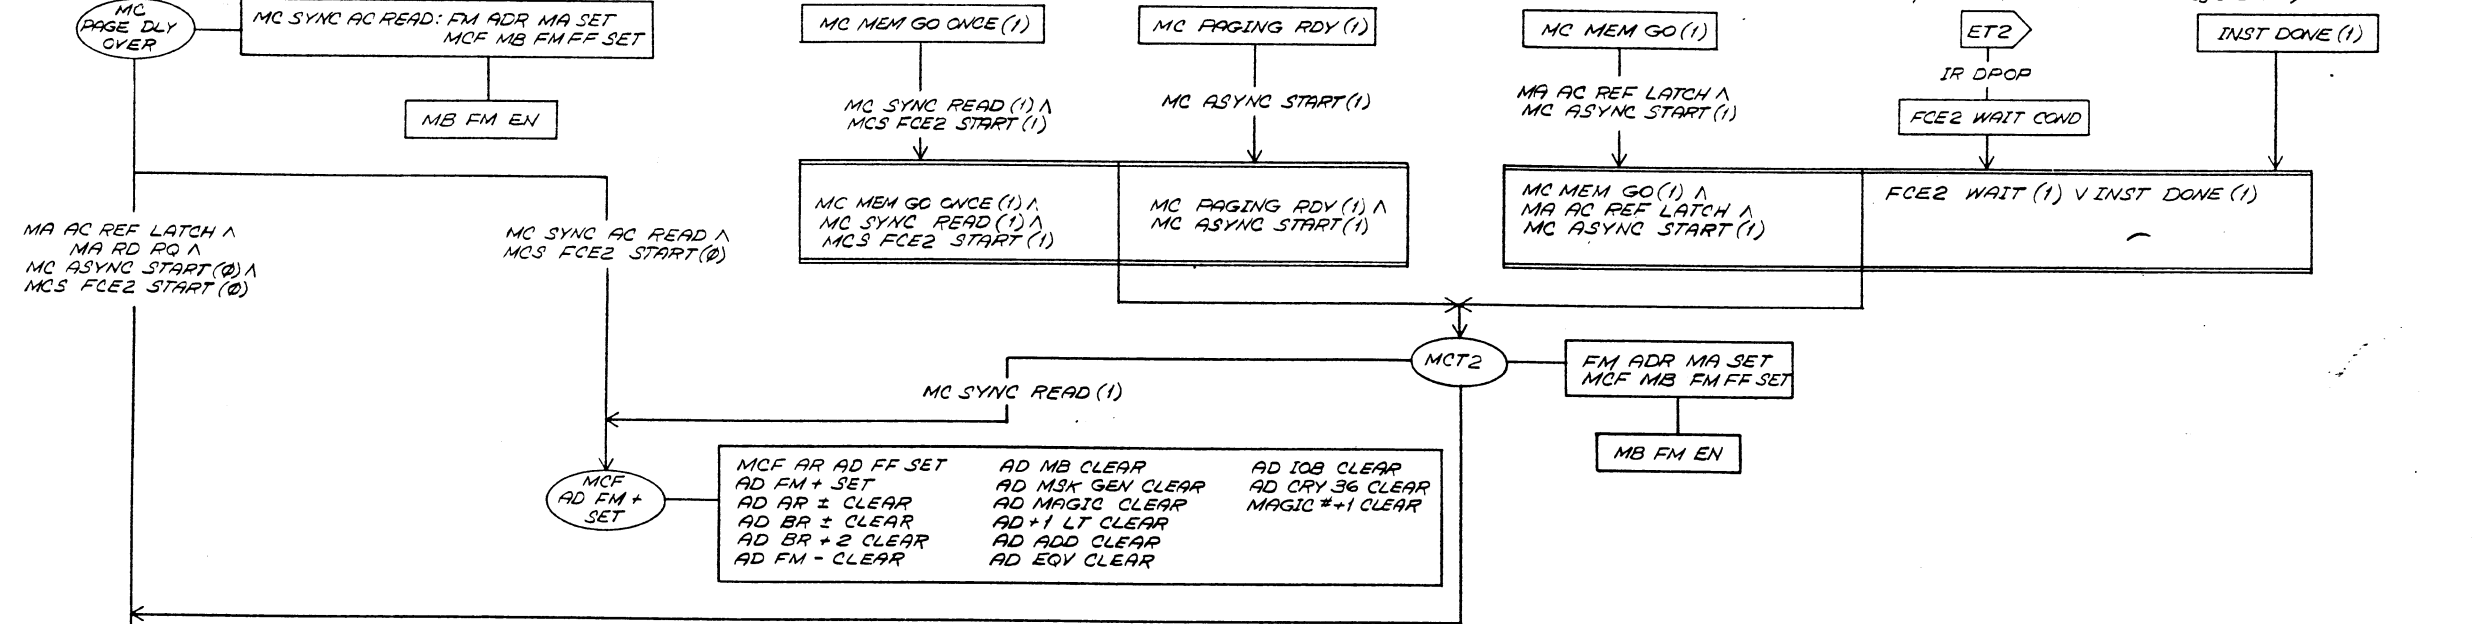 MC
PAGE DLY
OVER
MC SYNC AC READ: FM ADR MA SET
MCF MB FM FF SET
MB FM EN
MC MEM GO ONCE (1)
MC SYNC READ (1) ∧
MCS FCE2 START (1)
MC PAGING RDY (1)
MC ASYNC START (1)
MC MEM GO (1)
MA AC REF LATCH ∧
MC ASYNC START (1)
ET2
IR DPOP
FCE2 WAIT COND
INST DONE (1)
MC MEM GO ONCE (1) ∧
MC SYNC READ (1) ∧
MCS FCE2 START (1)
MC PAGING RDY (1) ∧
MC ASYNC START (1)
MC MEM GO (1) ∧
MA AC REF LATCH ∧
MC ASYNC START (1)
FCE2 WAIT (1) ∨ INST DONE (1)
MA AC REF LATCH ∧
MA RD RQ ∧
MC ASYNC START (Ø) ∧
MCS FCE2 START (Ø)
MC SYNC AC READ ∧
MCS FCE2 START (Ø)
MCT2
FM ADR MA SET
MCF MB FM FF SET
MB FM EN
MC SYNC READ (1)
MCF
AD FM +
SET
MCF AR AD FF SET
AD FM + SET
AD AR ± CLEAR
AD BR ± CLEAR
AD BR + 2 CLEAR
AD FM - CLEAR
AD MB CLEAR
AD MSK GEN CLEAR
AD MAGIC CLEAR
AD +1 LT CLEAR
AD ADD CLEAR
AD EQV CLEAR
AD IOB CLEAR
AD CRY 36 CLEAR
MAGIC # +1 CLEAR